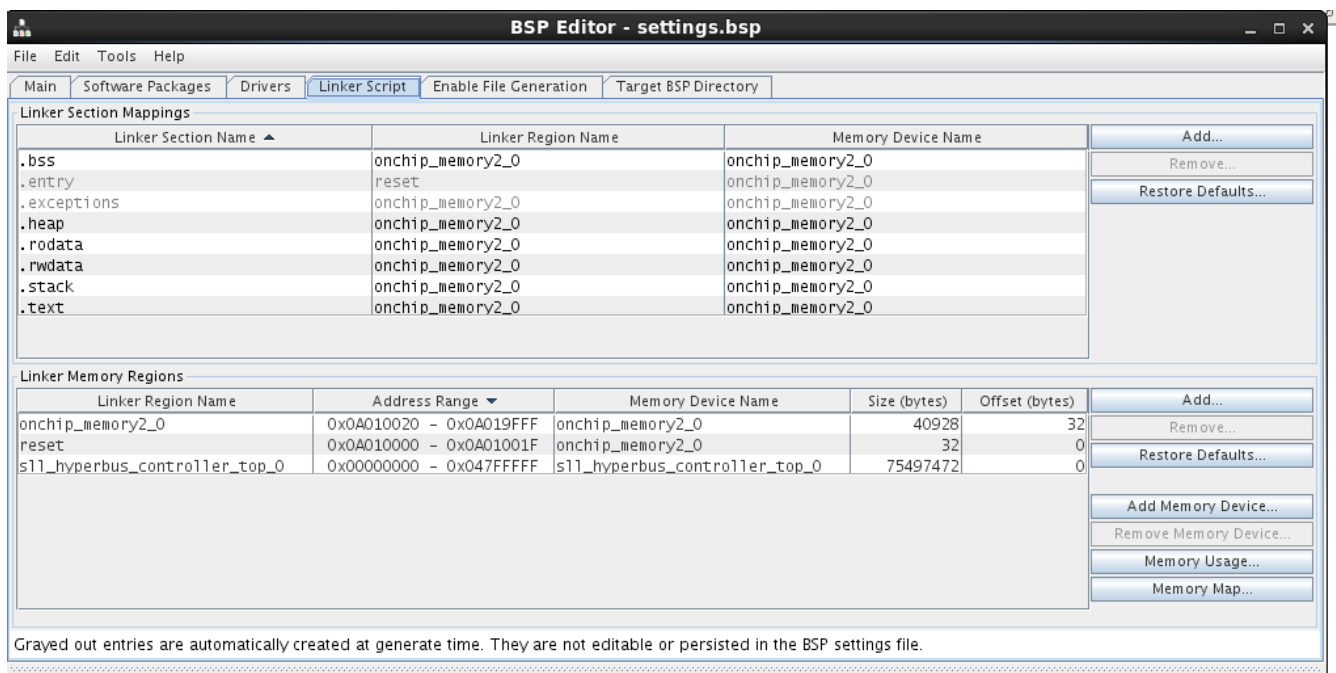 BSP Editor - settings.bsp
File Edit Tools Help
Main Software Packages Drivers Linker Script Enable File Generation Target BSP Directory
Linker Section Mappings
Linker Section Name Linker Region Name Memory Device Name Add...
.bss onchip_memory2_0 onchip_memory2_0 Remove...
.entry reset onchip_memory2_0 Restore Defaults...
.exceptions onchip_memory2_0 onchip_memory2_0
.heap onchip_memory2_0 onchip_memory2_0
.rodata onchip_memory2_0 onchip_memory2_0
.rwdata onchip_memory2_0 onchip_memory2_0
.stack onchip_memory2_0 onchip_memory2_0
.text onchip_memory2_0 onchip_memory2_0
Linker Memory Regions
Linker Region Name Address Range Memory Device Name Size (bytes) Offset (bytes) Add...
onchip_memory2_0 0x0A010020 - 0x0A019FFF onchip_memory2_0 40928 32 Remove...
reset 0x0A010000 - 0x0A01001F onchip_memory2_0 32 0 Restore Defaults...
sll_hyperbus_controller_top_0 0x00000000 - 0x047FFFFF sll_hyperbus_controller_top_0 75497472 0
Add Memory Device...
Remove Memory Device...
Memory Usage...
Memory Map...
Grayed out entries are automatically created at generate time. They are not editable or persisted in the BSP settings file.